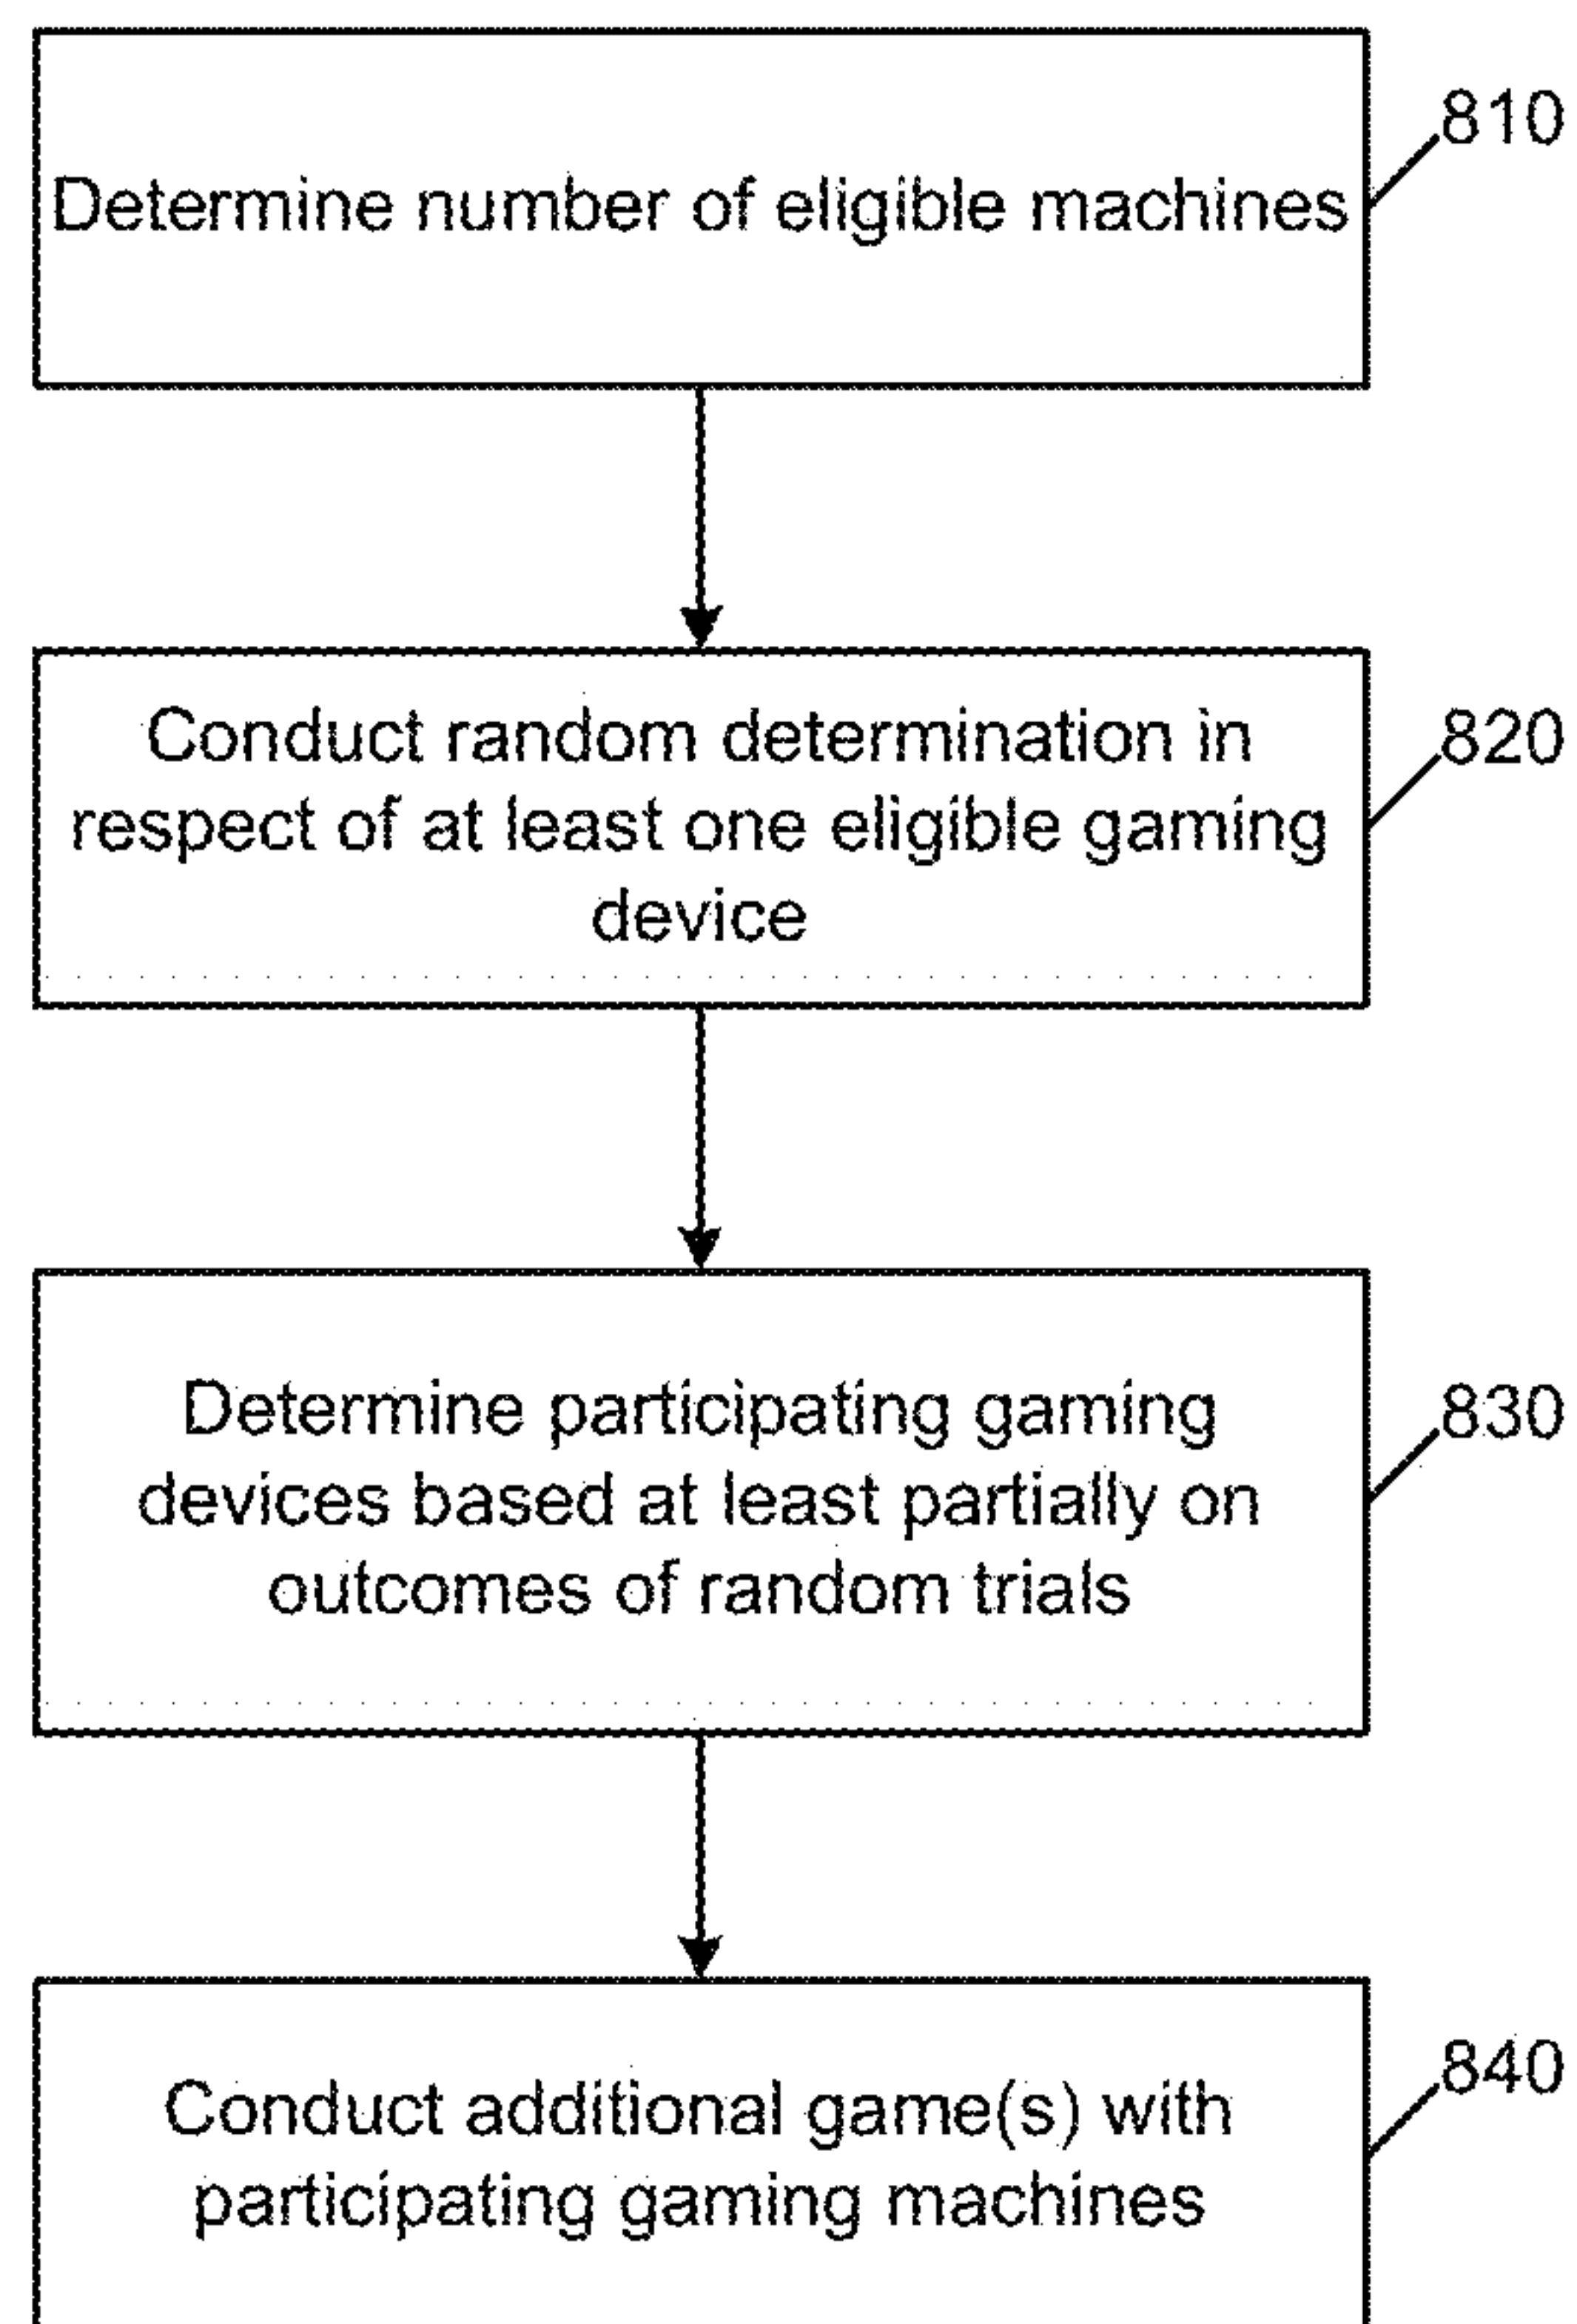 810
Determine number of eligible machines
820
Conduct random determination in
respect of at least one eligible gaming
device
830
Determine participating gaming
devices based at least partially on
outcomes of random trials
840
Conduct additional game(s) with
participating gaming machines